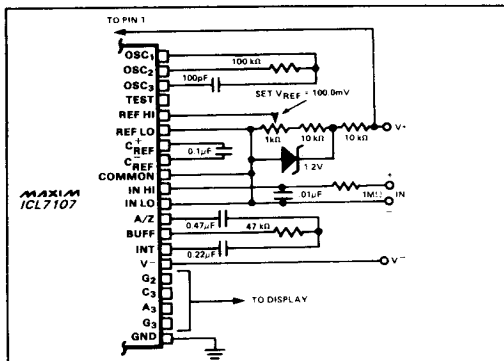 TO PIN 1
OSC1
100 kΩ
OSC2
OSC3
100pF
TEST
SET VREF = 100.0mV
REF HI
REF LO
1kΩ
10 kΩ
10 kΩ
V+
C+REF
0.1μF
1.2V
C-REF
COMMON
MAXIM
ICL7107
IN HI
.01μF
1MΩ
+
IN
IN LO
−
A/Z
0.47μF
47 kΩ
BUFF
INT
0.22μF
V−
V−
G2
C3
TO DISPLAY
A3
G3
GND